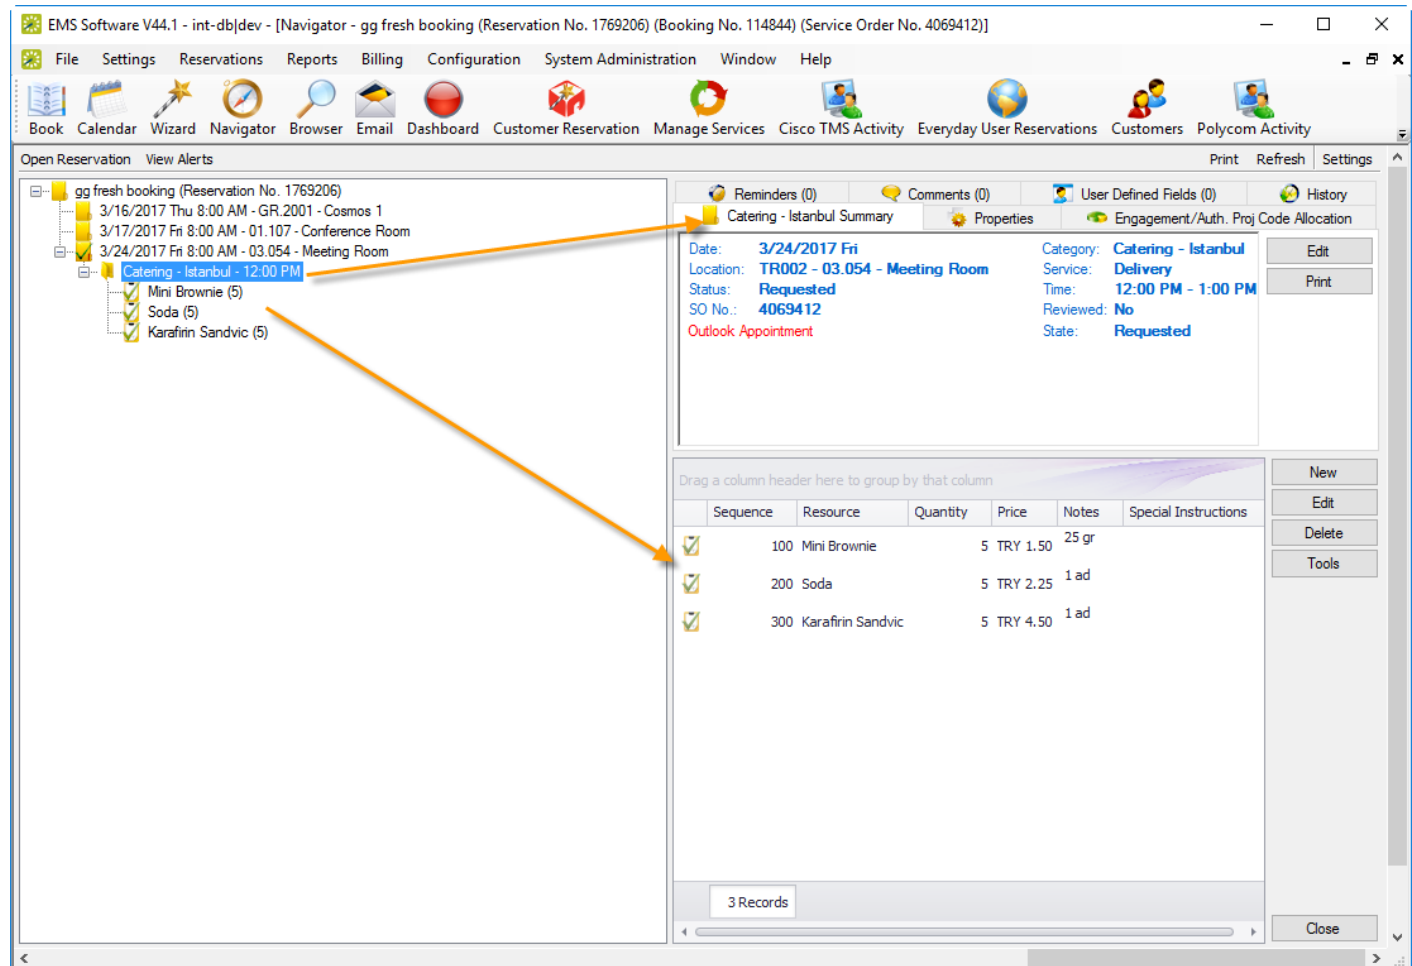 EMS Software V44.1 - int-db|dev - [Navigator - gg fresh booking (Reservation No. 1769206) (Booking No. 114844) (Service Order No. 4069412)]
File Settings Reservations Reports Billing Configuration System Administration Window Help
Book Calendar Wizard Navigator Browser Email Dashboard Customer Reservation Manage Services Cisco TMS Activity Everyday User Reservations Customers Polycom Activity
Open Reservation View Alerts Print Refresh Settings
gg fresh booking (Reservation No. 1769206)
3/16/2017 Thu 8:00 AM - GR.2001 - Cosmos 1
3/17/2017 Fri 8:00 AM - 01.107 - Conference Room
3/24/2017 Fri 8:00 AM - 03.054 - Meeting Room
Catering - Istanbul - 12:00 PM
Mini Brownie (5)
Soda (5)
Karafirin Sandvic (5)
Reminders (0) Comments (0) User Defined Fields (0) History
Catering - Istanbul Summary Properties Engagement/Auth. Proj Code Allocation
Date: 3/24/2017 Fri Category: Catering - Istanbul
Location: TR002 - 03.054 - Meeting Room Service: Delivery
Status: Requested Time: 12:00 PM - 1:00 PM
SO No.: 4069412 Reviewed: No
Outlook Appointment State: Requested
Edit
Print
Drag a column header here to group by that column
Sequence Resource Quantity Price Notes Special Instructions
100 Mini Brownie 5 TRY 1.50 25 gr
200 Soda 5 TRY 2.25 1 ad
300 Karafirin Sandvic 5 TRY 4.50 1 ad
3 Records
New
Edit
Delete
Tools
Close